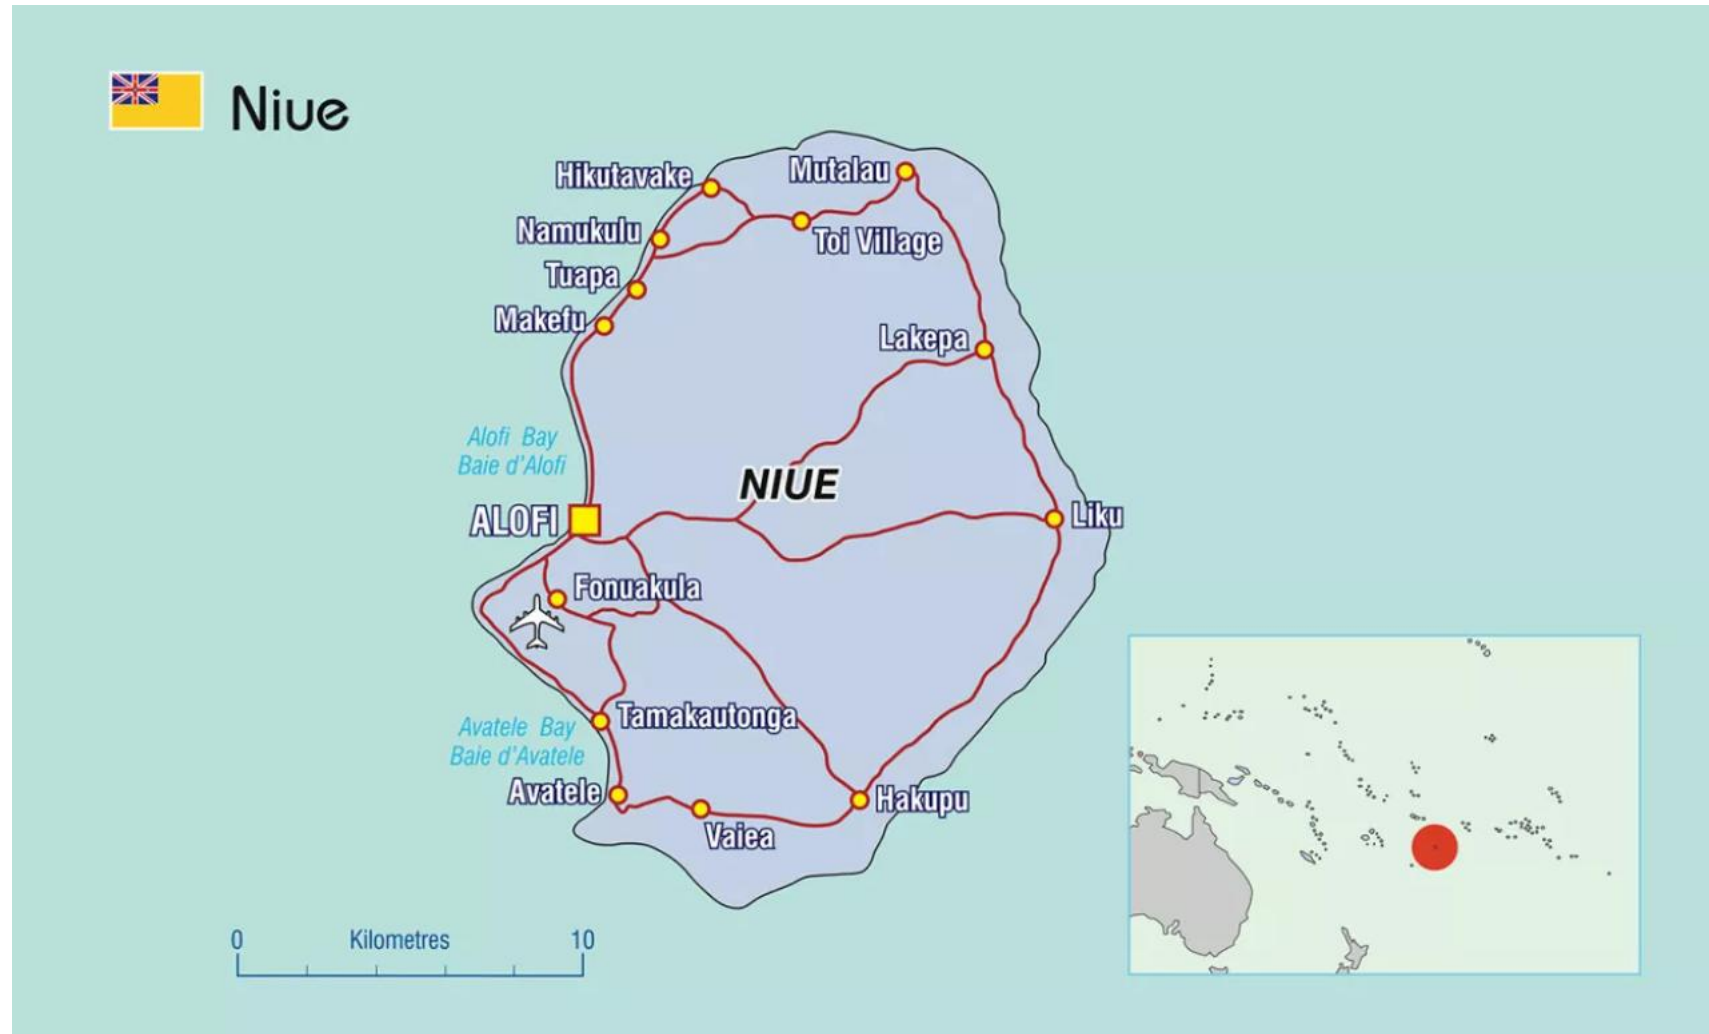 Niue
Hikutavake
Mutalau
Namukulu
Toi Village
Tuapa
Makefu
Lakepa
Alofi Bay
Baie d'Alofi
NIUE
ALOFI
Liku
Fonuakula
Tamakautonga
Avatele Bay
Baie d'Avatele
Avatele
Hakupu
Vaiea
0 Kilometres 10